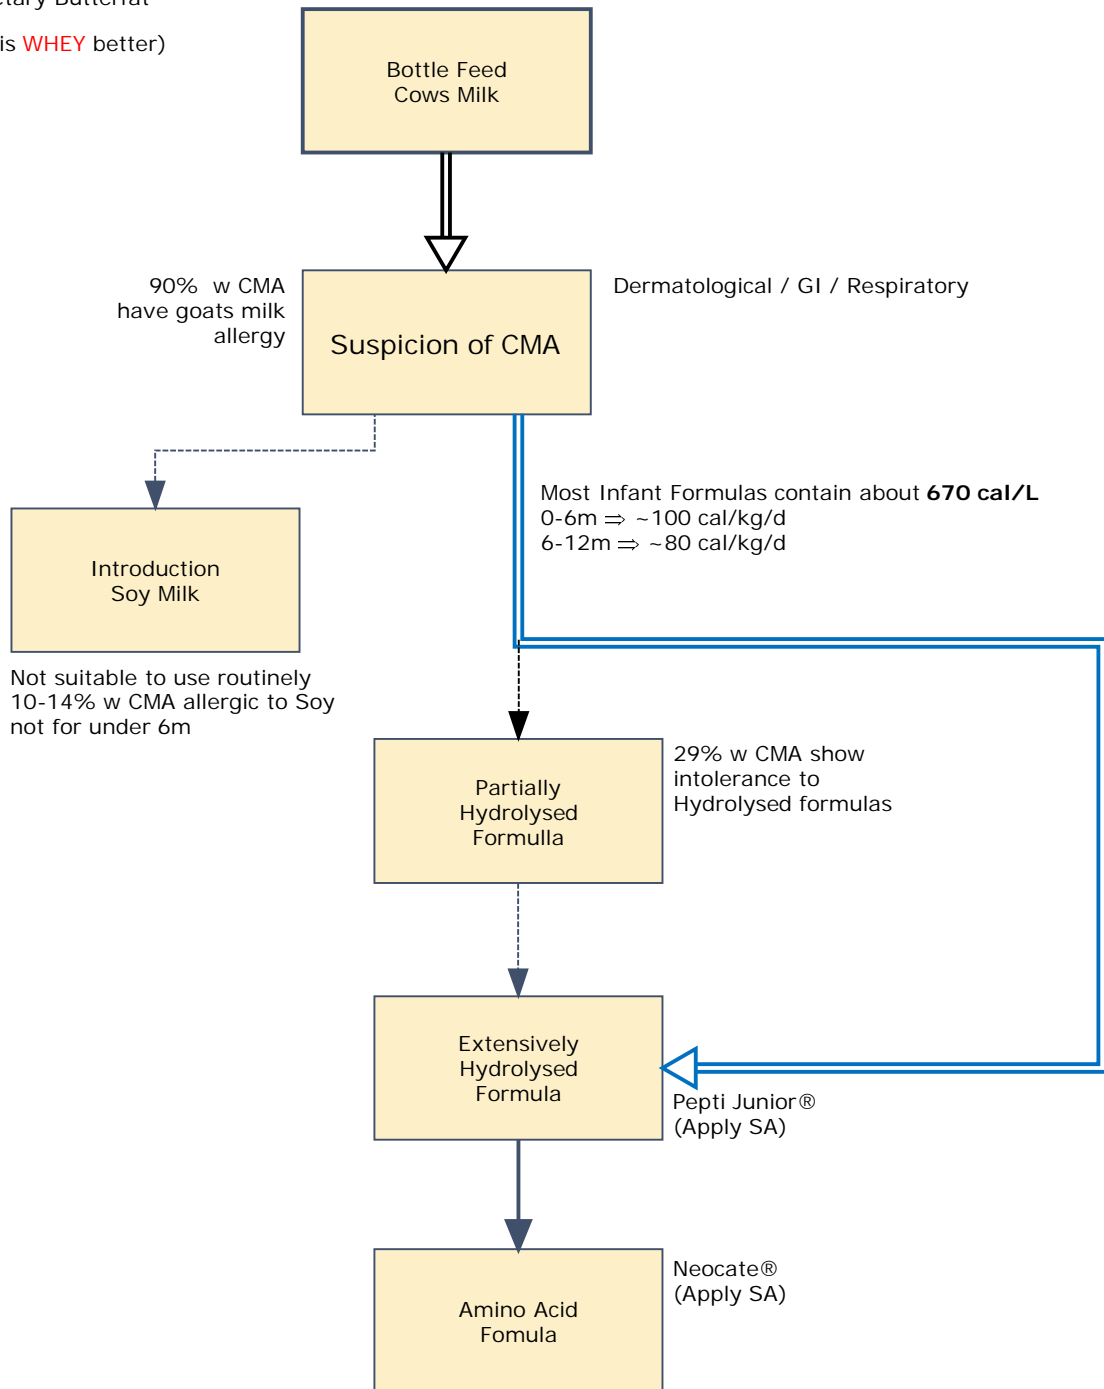 etary Butterfat
is WHEY better)
Bottle Feed
Cows Milk
90% w CMA
have goats milk
allergy
Suspicion of CMA
Dermatological / GI / Respiratory
Most Infant Formulas contain about 670 cal/L
0-6m ⇒ ~100 cal/kg/d
6-12m ⇒ ~80 cal/kg/d
Introduction
Soy Milk
Not suitable to use routinely
10-14% w CMA allergic to Soy
not for under 6m
Partially
Hydrolysed
Formulla
29% w CMA show
intolerance to
Hydrolysed formulas
Extensively
Hydrolysed
Formula
Pepti Junior®
(Apply SA)
Amino Acid
Fomula
Neocate®
(Apply SA)